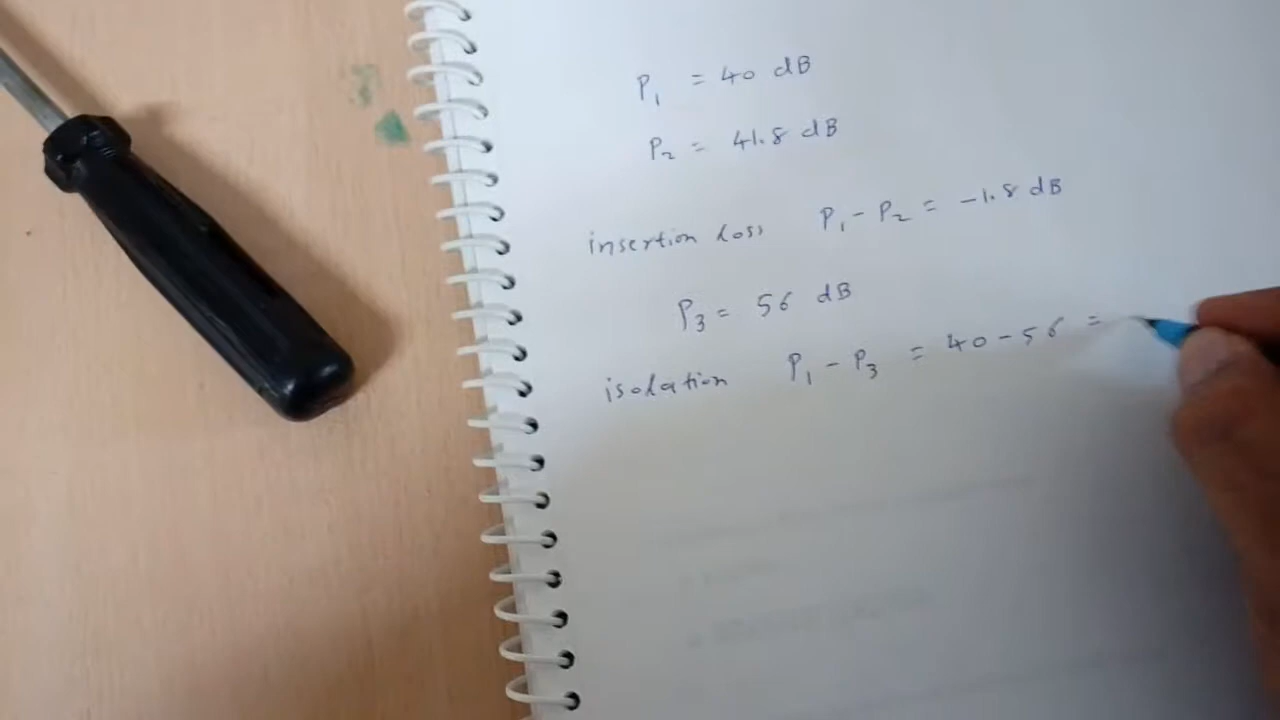 P₁ = 40 dB
P₂ = 41.8 dB
insertion loss P₁ - P₂ = -1.8 dB
P₃ = 56 dB
isolation P₁ - P₃ = 40 - 56 =